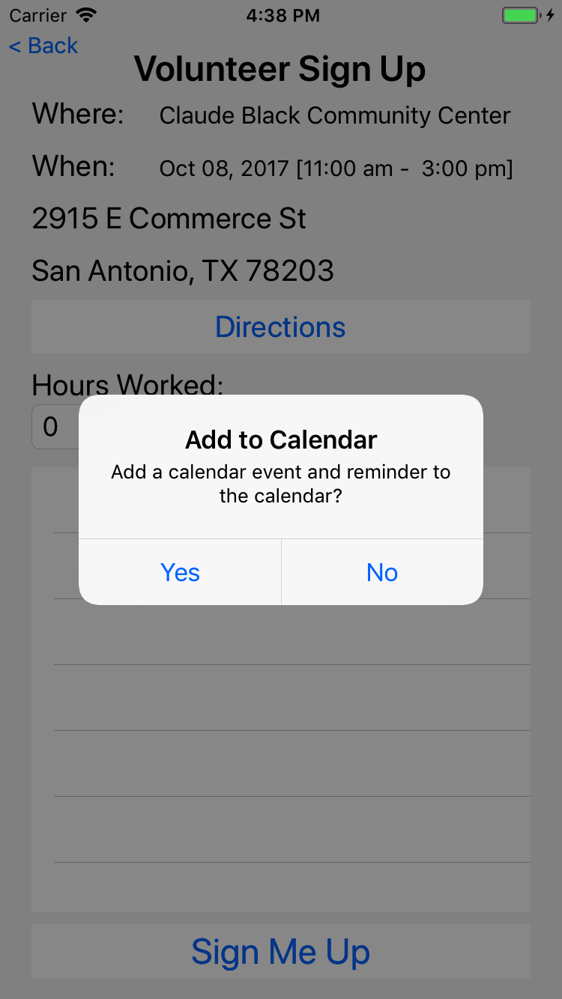 Carrier 4:38 PM
< Back
Volunteer Sign Up
Where: Claude Black Community Center
When: Oct 08, 2017 [11:00 am -  3:00 pm]
2915 E Commerce St
San Antonio, TX 78203
Directions
Hours Worked:
0
Add to Calendar
Add a calendar event and reminder to
the calendar?
Yes No
Sign Me Up